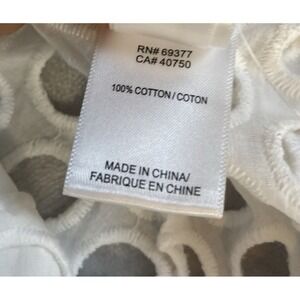 RN# 69377
CA# 40750
100% COTTON / COTON
MADE IN CHINA/
FABRIQUE EN CHINE